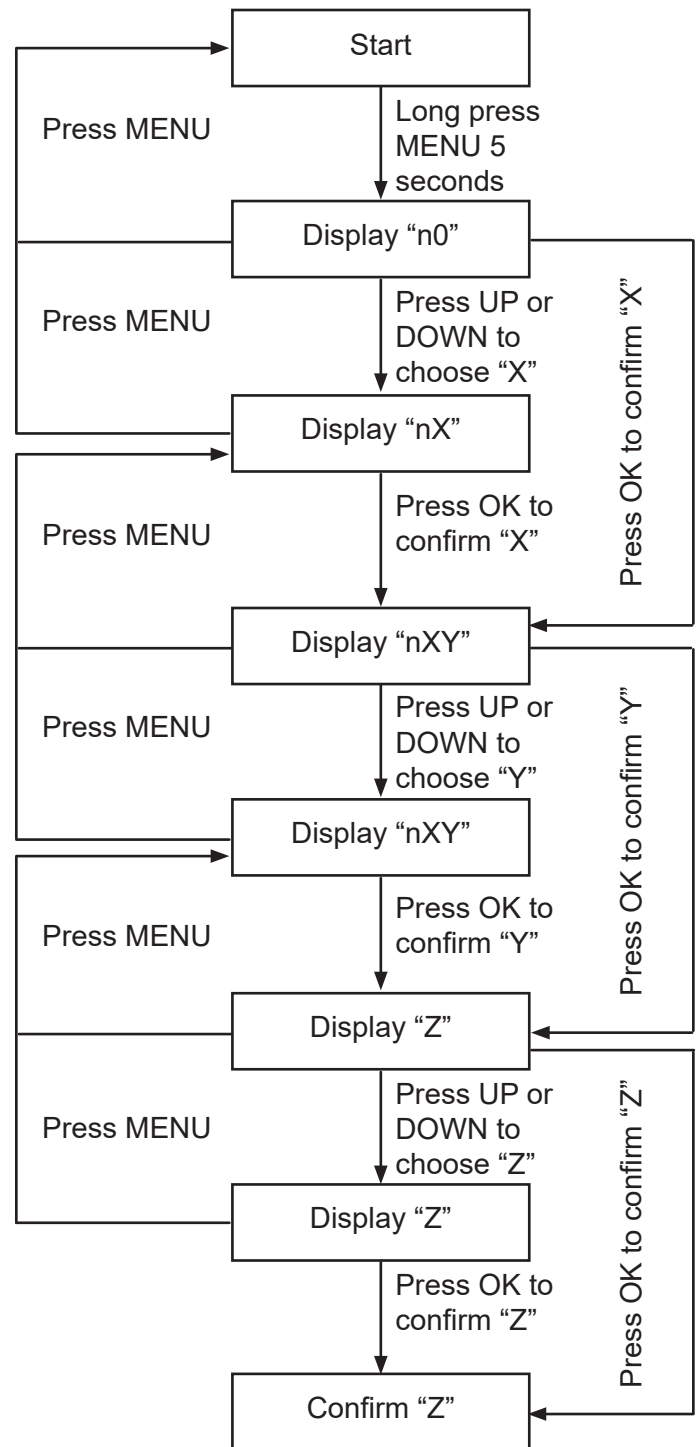 Start
Press MENU
Long press
MENU 5
seconds
Display “n0”
Press MENU
Press UP or
DOWN to
choose “X”
Press OK to confirm “X”
Display “nX”
Press MENU
Press OK to
confirm “X”
Display “nXY”
Press MENU
Press UP or
DOWN to
choose “Y”
Press OK to confirm “Y”
Display “nXY”
Press MENU
Press OK to
confirm “Y”
Display “Z”
Press MENU
Press UP or
DOWN to
choose “Z”
Press OK to confirm “Z”
Display “Z”
Press OK to
confirm “Z”
Confirm “Z”